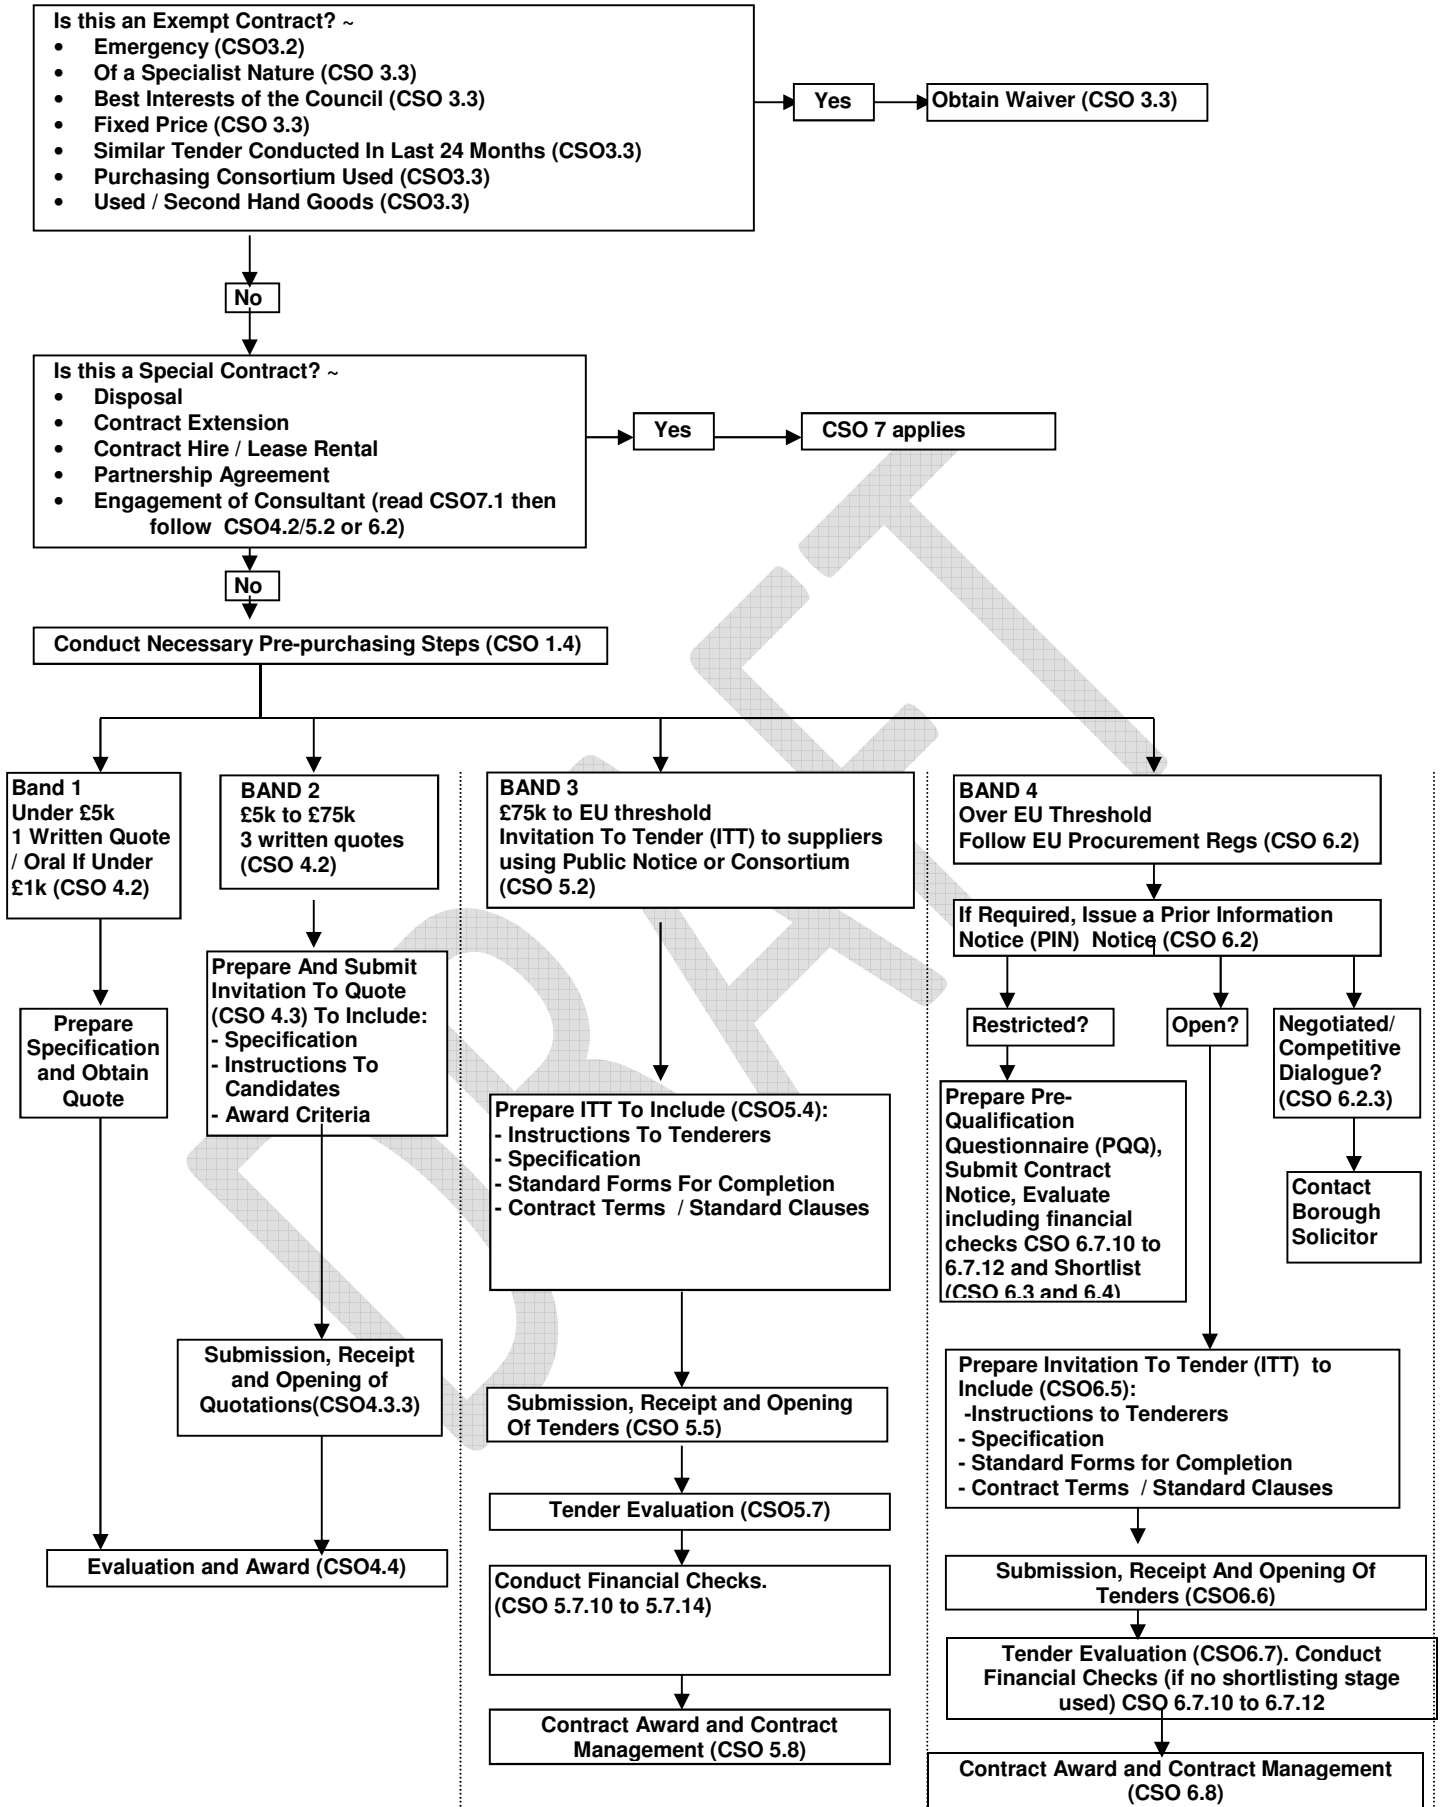 Is this an Exempt Contract? ~
• Emergency (CSO3.2)
• Of a Specialist Nature (CSO 3.3)
• Best Interests of the Council (CSO 3.3)
• Fixed Price (CSO 3.3)
• Similar Tender Conducted In Last 24 Months (CSO3.3)
• Purchasing Consortium Used (CSO3.3)
• Used / Second Hand Goods (CSO3.3)
Yes
Obtain Waiver (CSO 3.3)
No
Is this a Special Contract? ~
• Disposal
• Contract Extension
• Contract Hire / Lease Rental
• Partnership Agreement
• Engagement of Consultant (read CSO7.1 then
follow CSO4.2/5.2 or 6.2)
Yes
CSO 7 applies
No
Conduct Necessary Pre-purchasing Steps (CSO 1.4)
Band 1
Under £5k
1 Written Quote
/ Oral If Under
£1k (CSO 4.2)
Prepare
Specification
and Obtain
Quote
BAND 2
£5k to £75k
3 written quotes
(CSO 4.2)
Prepare And Submit
Invitation To Quote
(CSO 4.3) To Include:
- Specification
- Instructions To
Candidates
- Award Criteria
Submission, Receipt
and Opening of
Quotations(CSO4.3.3)
Evaluation and Award (CSO4.4)
BAND 3
£75k to EU threshold
Invitation To Tender (ITT) to suppliers
using Public Notice or Consortium
(CSO 5.2)
Prepare ITT To Include (CSO5.4):
- Instructions To Tenderers
- Specification
- Standard Forms For Completion
- Contract Terms / Standard Clauses
Submission, Receipt and Opening
Of Tenders (CSO 5.5)
Tender Evaluation (CSO5.7)
Conduct Financial Checks.
(CSO 5.7.10 to 5.7.14)
Contract Award and Contract
Management (CSO 5.8)
BAND 4
Over EU Threshold
Follow EU Procurement Regs (CSO 6.2)
If Required, Issue a Prior Information
Notice (PIN) Notice (CSO 6.2)
Restricted?
Open?
Negotiated/
Competitive
Dialogue?
(CSO 6.2.3)
Prepare Pre-
Qualification
Questionnaire (PQQ),
Submit Contract
Notice, Evaluate
including financial
checks CSO 6.7.10 to
6.7.12 and Shortlist
(CSO 6.3 and 6.4)
Contact
Borough
Solicitor
Prepare Invitation To Tender (ITT) to
Include (CSO6.5):
-Instructions to Tenderers
- Specification
- Standard Forms for Completion
- Contract Terms / Standard Clauses
Submission, Receipt And Opening Of
Tenders (CSO6.6)
Tender Evaluation (CSO6.7). Conduct
Financial Checks (if no shortlisting stage
used) CSO 6.7.10 to 6.7.12
Contract Award and Contract Management
(CSO 6.8)
DRAFT